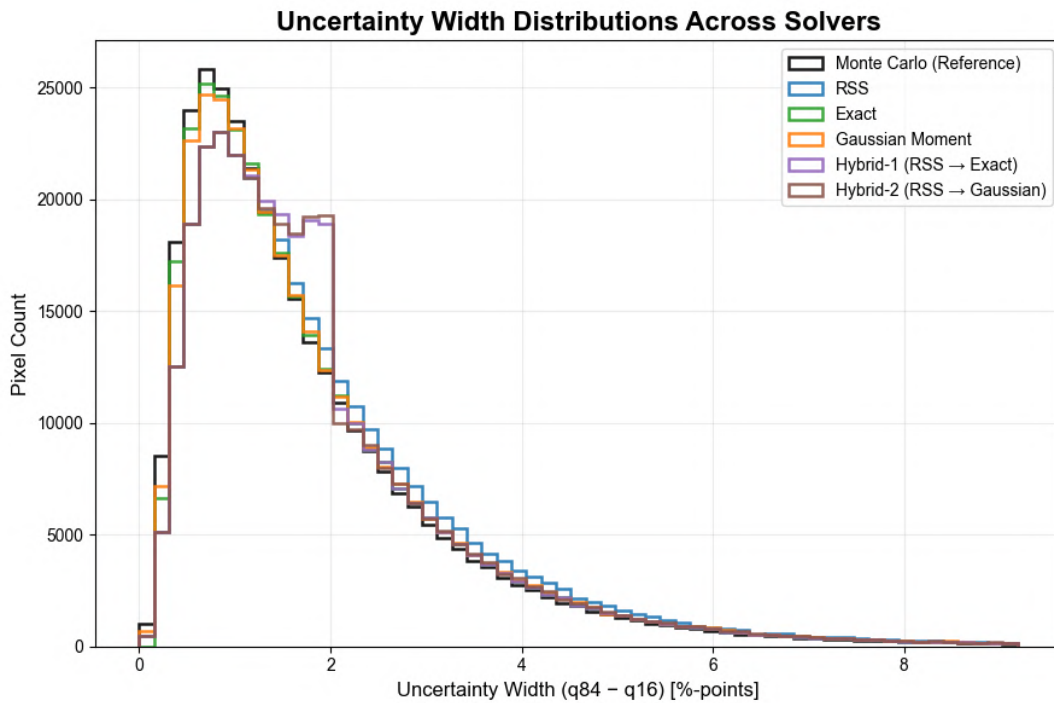 Uncertainty Width Distributions Across Solvers
Monte Carlo (Reference)
RSS
Exact
Gaussian Moment
Hybrid-1 (RSS → Exact)
Hybrid-2 (RSS → Gaussian)
Pixel Count
25000
20000
15000
10000
5000
0
0 2 4 6 8
Uncertainty Width (q84 − q16) [%-points]